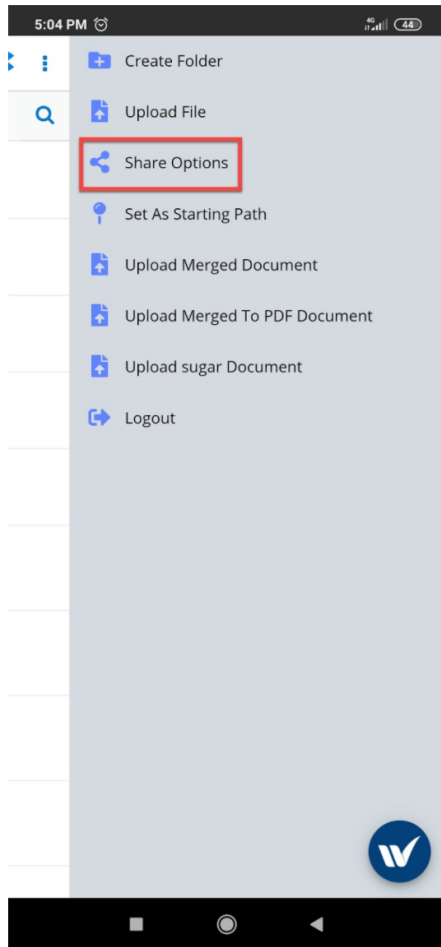 5:04 PM
4G
44
Create Folder
Upload File
Share Options
Set As Starting Path
Upload Merged Document
Upload Merged To PDF Document
Upload sugar Document
Logout